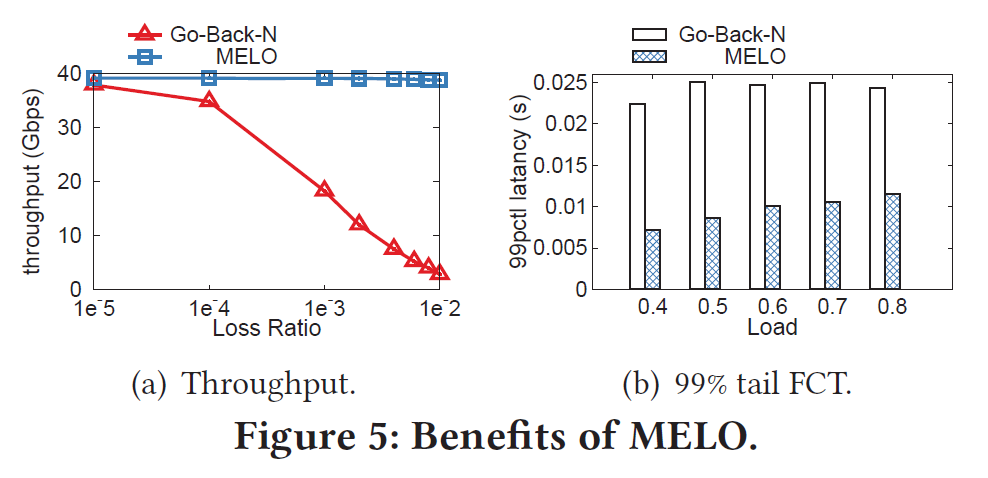 Go-Back-N
MELO
40
30
20
10
0
throughput (Gbps)
1e-5
1e-4
1e-3
1e-2
Loss Ratio
(a) Throughput.
Go-Back-N
MELO
0.025
0.02
0.015
0.01
0.005
0
99pctl latancy (s)
0.4
0.5
0.6
0.7
0.8
Load
(b) 99% tail FCT.
Figure 5: Benefits of MELO.